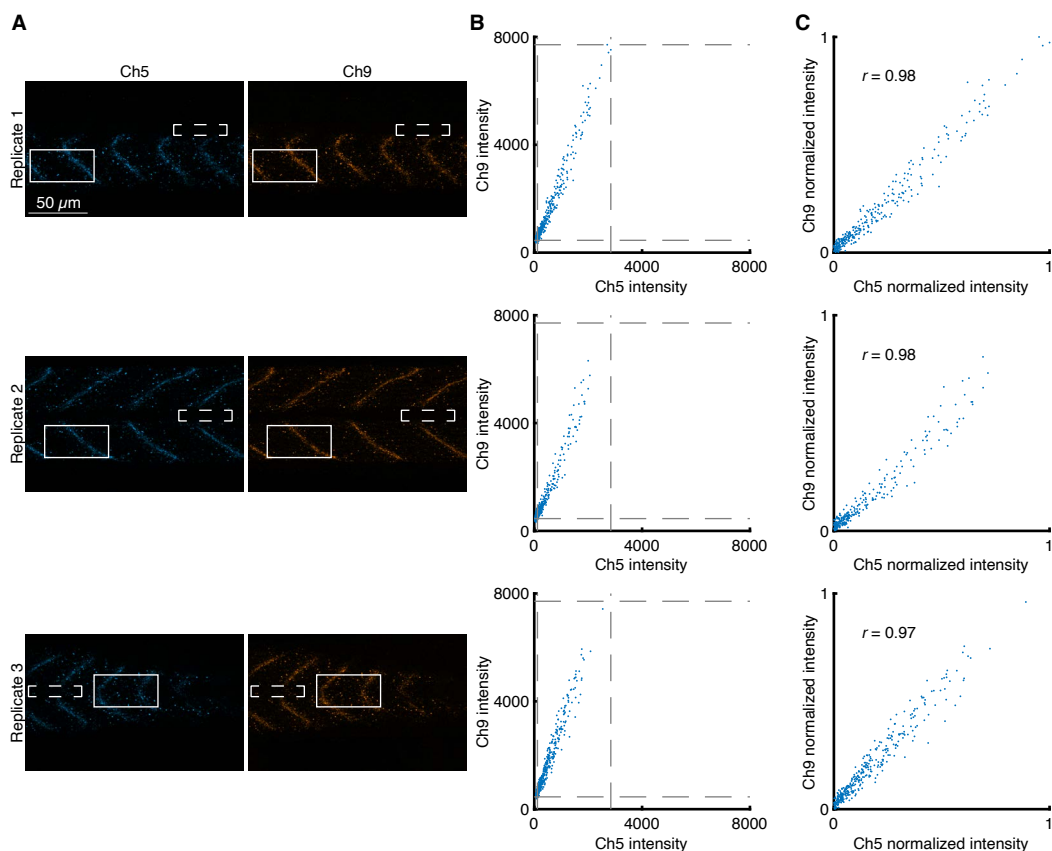 A
B
C
Ch5
Ch9
Replicate 1
50 µm
8000
4000
0
Ch9 intensity
0
4000
8000
Ch5 intensity
1
0
Ch9 normalized intensity
r = 0.98
0
1
Ch5 normalized intensity
Replicate 2
8000
4000
0
Ch9 intensity
0
4000
8000
Ch5 intensity
1
0
Ch9 normalized intensity
r = 0.98
0
1
Ch5 normalized intensity
Replicate 3
8000
4000
0
Ch9 intensity
0
4000
8000
Ch5 intensity
1
0
Ch9 normalized intensity
r = 0.97
0
1
Ch5 normalized intensity